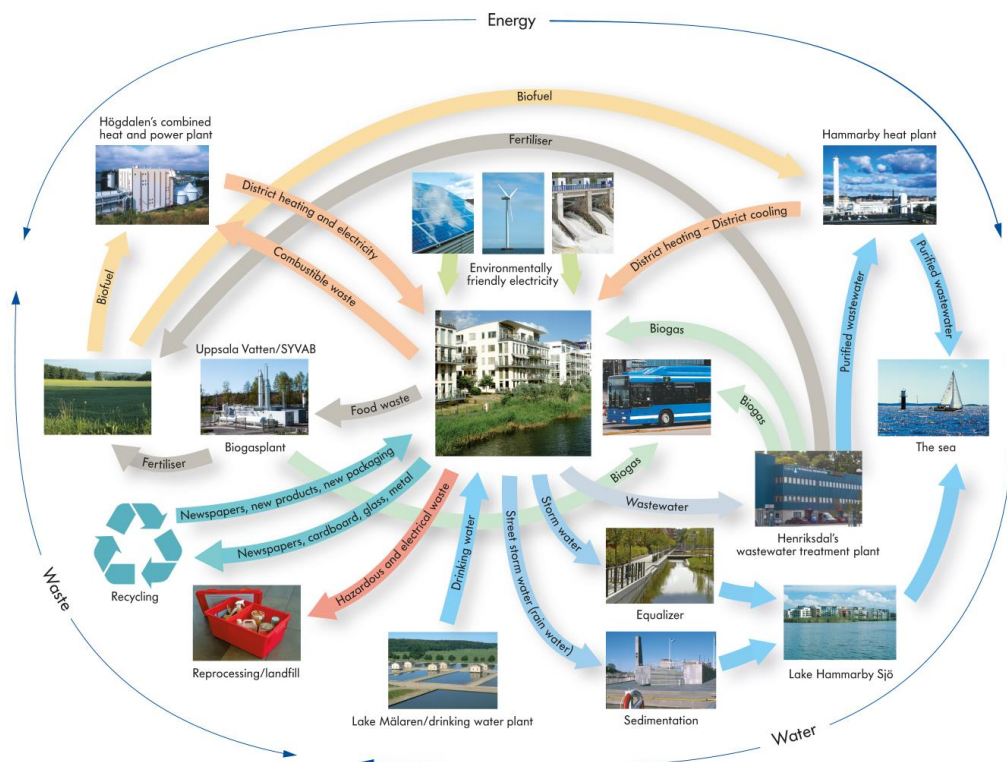 Energy
Biofuel
Högdalen's combined
heat and power plant
Fertiliser
Hammarby heat plant
District heating and electricity
District heating – District cooling
Combustible waste
Environmentally
friendly electricity
Biofuel
Purified wastewater
Purified wastewater
Biogas
Uppsala Vatten/SYVAB
Food waste
Biogas
Biogasplant
The sea
Fertiliser
Biogas
Newspapers, new products, new packaging
Wastewater
Newspapers, cardboard, glass, metal
Storm water
Henriksdal's
wastewater treatment plant
Hazardous and electrical waste
Drinking water
Street storm water (rain water)
Waste
Recycling
Equalizer
Reprocessing/landfill
Lake Hammarby Sjö
Lake Mälaren/drinking water plant
Sedimentation
Water